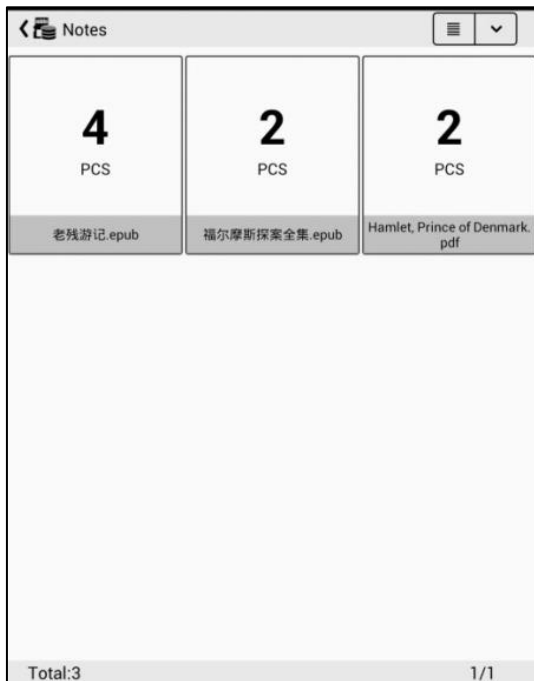 Notes
4
PCS
老残游记.epub
2
PCS
福尔摩斯探案全集.epub
2
PCS
Hamlet, Prince of Denmark.
pdf
Total:3
1/1